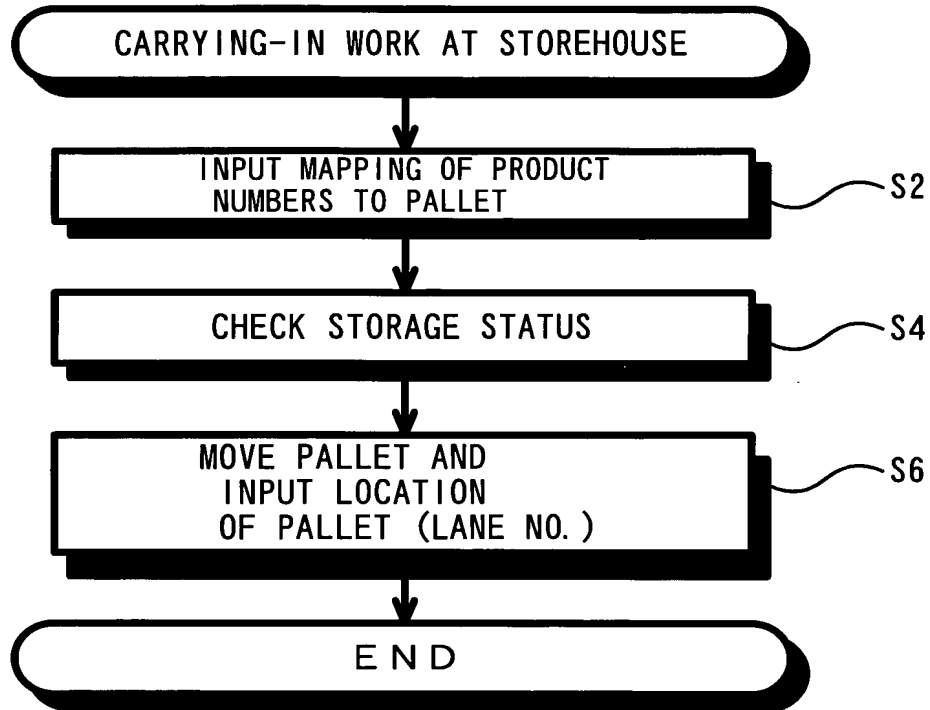 CARRYING-IN WORK AT STOREHOUSE
INPUT MAPPING OF PRODUCT
NUMBERS TO PALLET
S2
CHECK STORAGE STATUS
S4
MOVE PALLET AND
INPUT LOCATION
OF PALLET (LANE NO.)
S6
END